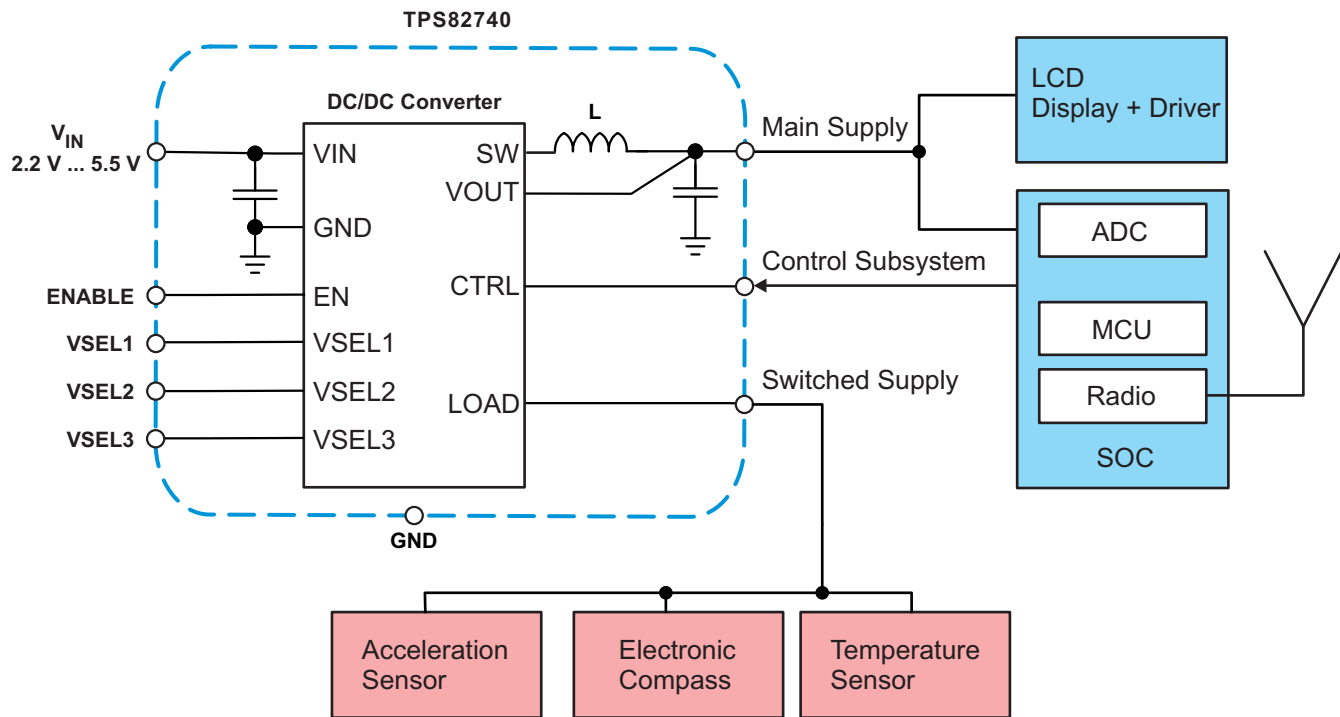 TPS82740
DC/DC Converter
VIN
2.2 V ... 5.5 V
ENABLE
VSEL1
VSEL2
VSEL3
VIN
GND
EN
VSEL1
VSEL2
VSEL3
SW
VOUT
CTRL
LOAD
L
GND
Main Supply
Control Subsystem
Switched Supply
LCD
Display + Driver
ADC
MCU
Radio
SOC
Acceleration
Sensor
Electronic
Compass
Temperature
Sensor